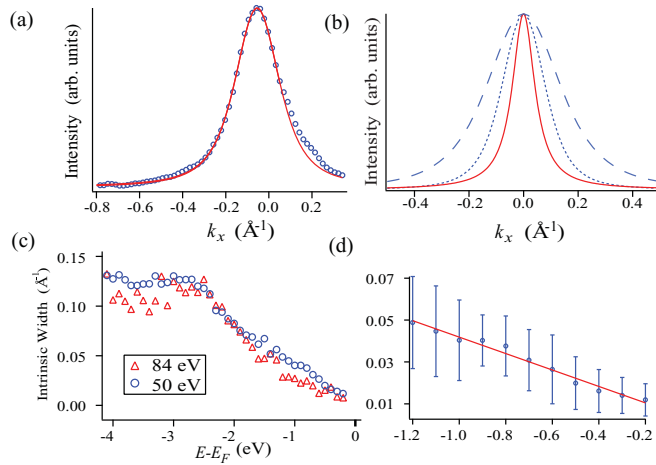 (a)
Intensity (arb. units)
-0.8 -0.6 -0.4 -0.2 0.0 0.2
kx (Å-1)
(b)
Intensity (arb. units)
-0.4 -0.2 0.0 0.2 0.4
kx (Å-1)
(c)
Intrinsic Width (Å-1)
0.15
0.10
0.05
0.00
84 eV
50 eV
-4 -3 -2 -1 0
E-EF (eV)
(d)
0.07
0.05
0.03
0.01
-1.2 -1.0 -0.8 -0.6 -0.4 -0.2